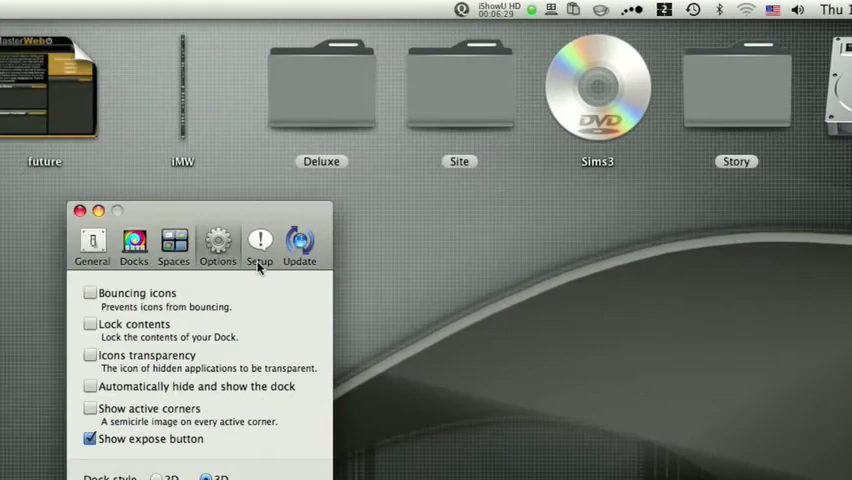 iShowU HD
00:06:29
2
Thu 1
MasterWeb
future
iMW
Deluxe
Site
DVD
Sims3
Story
General
Docks
Spaces
Options
Setup
Update
Bouncing icons
Prevents icons from bouncing.
Lock contents
Lock the contents of your Dock.
Icons transparency
The icon of hidden applications to be transparent.
Automatically hide and show the dock
Show active corners
A semicirle image on every active corner.
Show expose button
Dock style
2D
3D